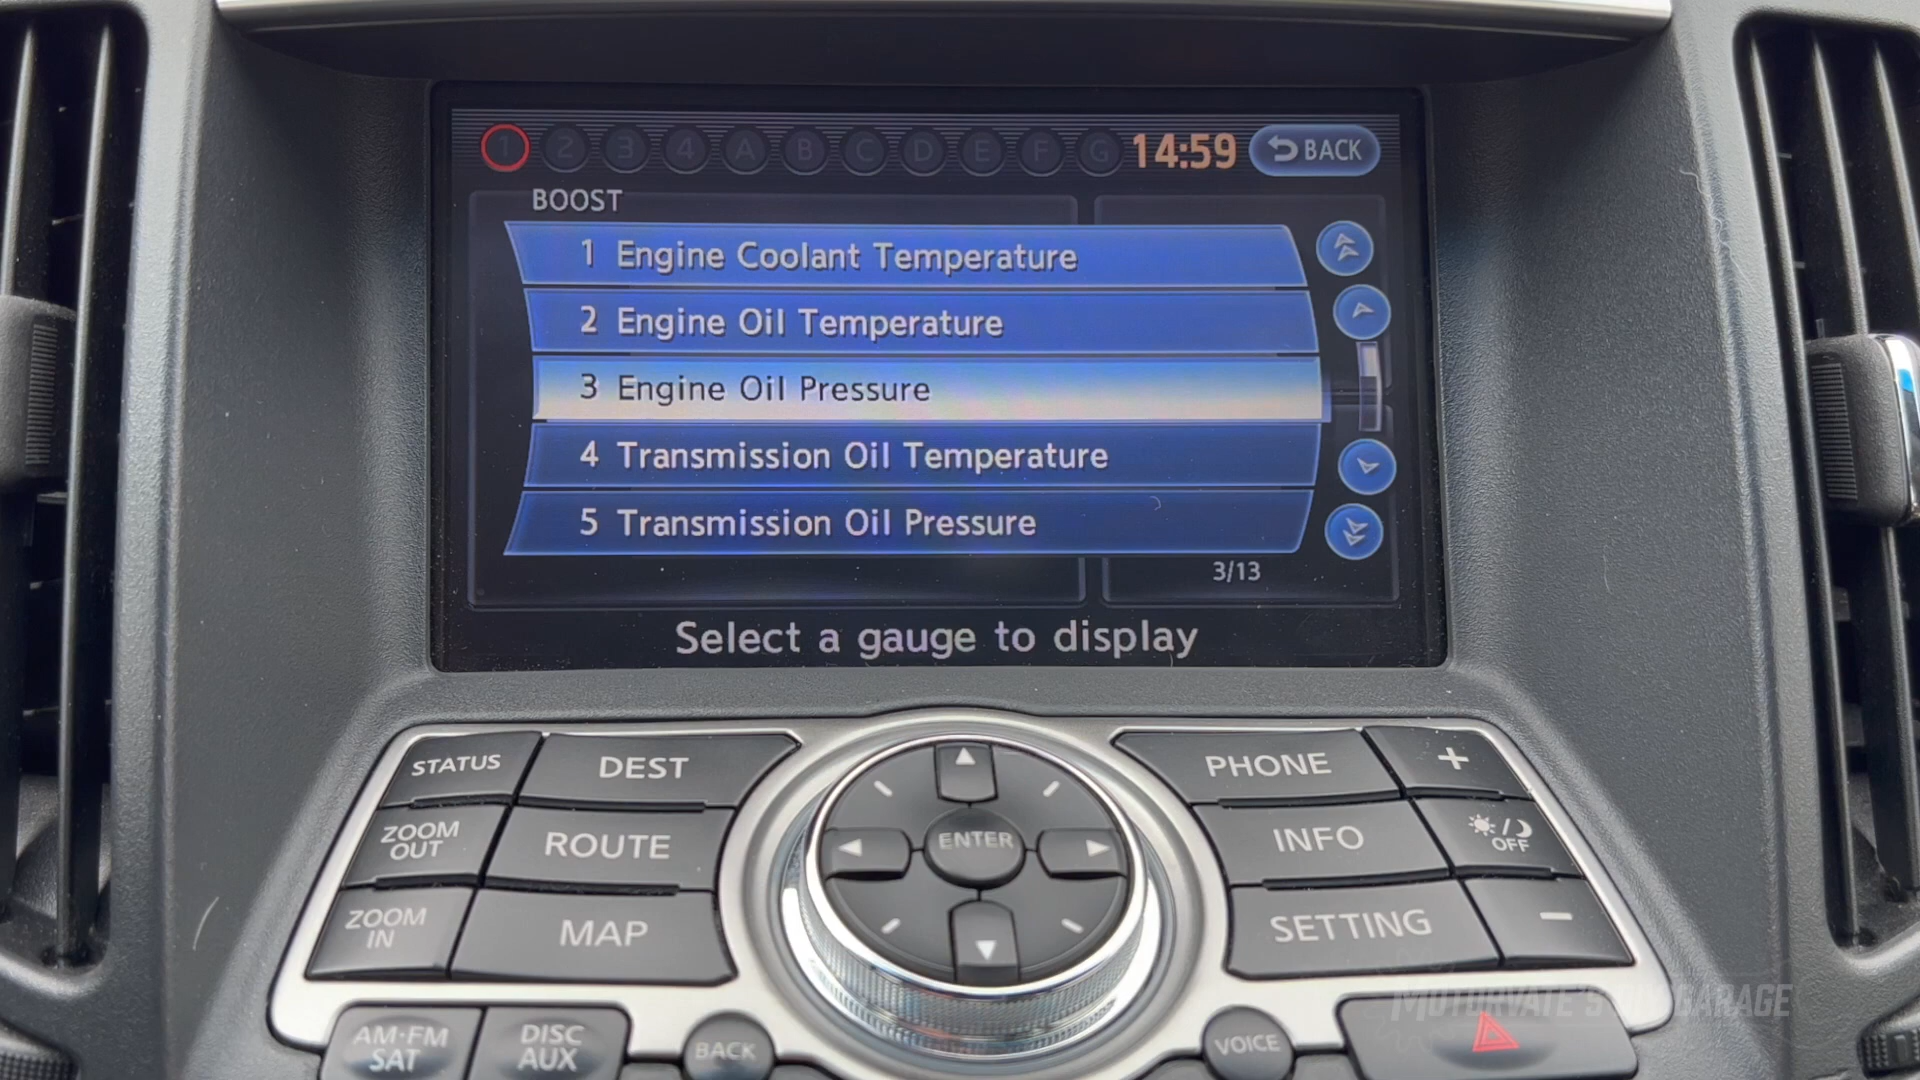 1 2 3 4 A B C D E F G 14:59 BACK
BOOST
1 Engine Coolant Temperature
2 Engine Oil Temperature
3 Engine Oil Pressure
4 Transmission Oil Temperature
5 Transmission Oil Pressure
3/13
Select a gauge to display
STATUS DEST PHONE +
ZOOM OUT ROUTE ENTER INFO OFF
ZOOM IN MAP SETTING -
AM·FM SAT DISC AUX BACK VOICE
MOTORVATE'S DIY GARAGE